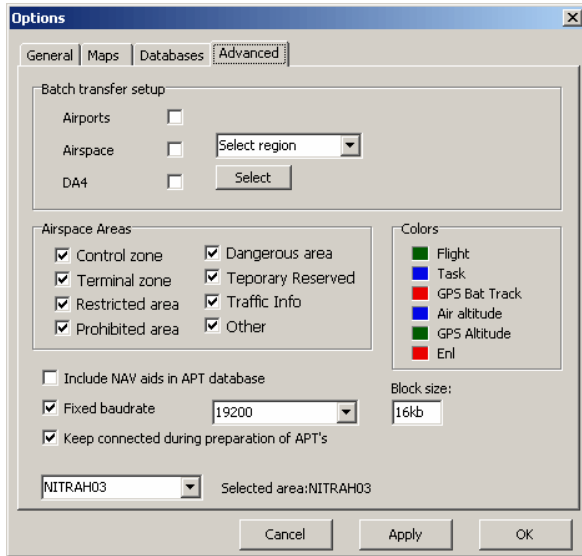 Options
General Maps Databases Advanced
Batch transfer setup
Airports
Airspace Select region
DA4 Select
Airspace Areas
Control zone Dangerous area
Terminal zone Teporary Reserved
Restricted area Traffic Info
Prohibited area Other
Colors
Flight
Task
GPS Bat Track
Air altitude
GPS Altitude
Enl
Include NAV aids in APT database
Block size:
Fixed baudrate 19200 16kb
Keep connected during preparation of APT's
NITRAH03 Selected area:NITRAH03
Cancel Apply OK